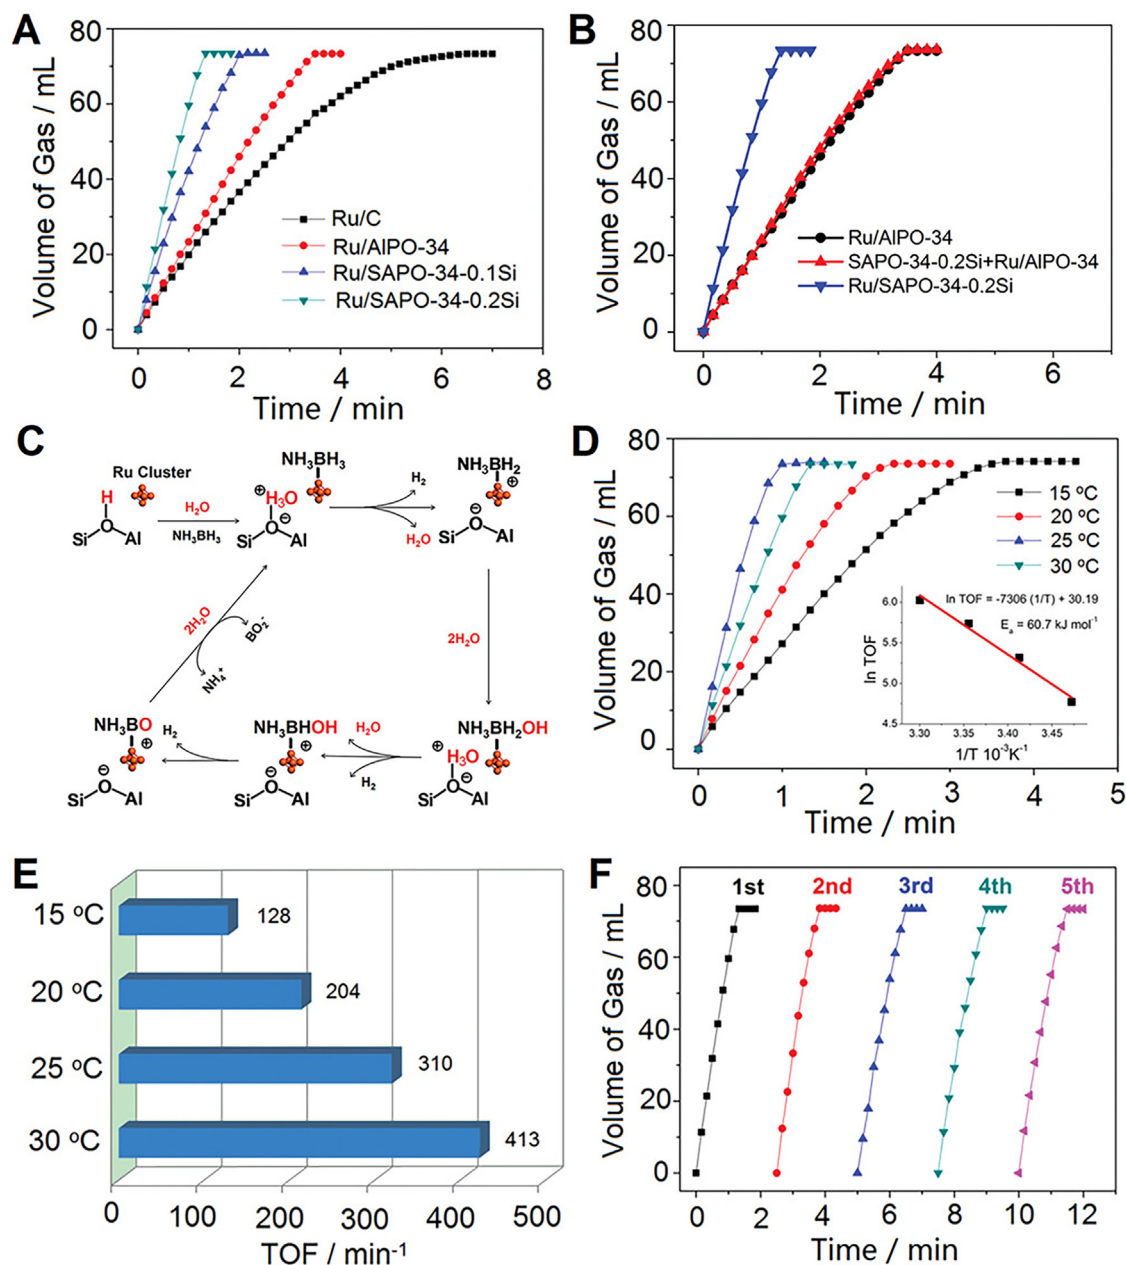 A
80
60
40
20
0
Volume of Gas / mL
Ru/C
Ru/AlPO-34
Ru/SAPO-34-0.1Si
Ru/SAPO-34-0.2Si
0 2 4 6 8
Time / min
B
80
60
40
20
0
Volume of Gas / mL
Ru/AlPO-34
SAPO-34-0.2Si+Ru/AlPO-34
Ru/SAPO-34-0.2Si
0 2 4 6
Time / min
C
Ru Cluster
H
O
Si Al
H₂O
NH₃BH₃
NH₃BH₃
⊕
H₃O
O ⊖
Si Al
H₂
H₂O
NH₃BH₂
⊕
⊖
O
Si Al
2H₂O
2H₂O
BO₂⁻
NH₄⁺
NH₃BO
⊕
⊖
O
Si Al
H₂
NH₃BHOH
⊕
⊖
O
Si Al
H₂O
H₂
NH₃BH₂OH
⊕
H₃O
O ⊖
Si Al
D
80
60
40
20
0
Volume of Gas / mL
15 ºC
20 ºC
25 ºC
30 ºC
ln TOF = -7306 (1/T) + 30.19
Eₐ = 60.7 kJ mol⁻¹
6.0
5.5
5.0
4.5
ln TOF
3.30 3.35 3.40 3.45
1/T 10⁻³K⁻¹
0 1 2 3 4 5
Time / min
E
15 ºC 128
20 ºC 204
25 ºC 310
30 ºC 413
0 100 200 300 400 500
TOF / min⁻¹
F
80
60
40
20
0
Volume of Gas / mL
1st 2nd 3rd 4th 5th
0 2 4 6 8 10 12
Time / min